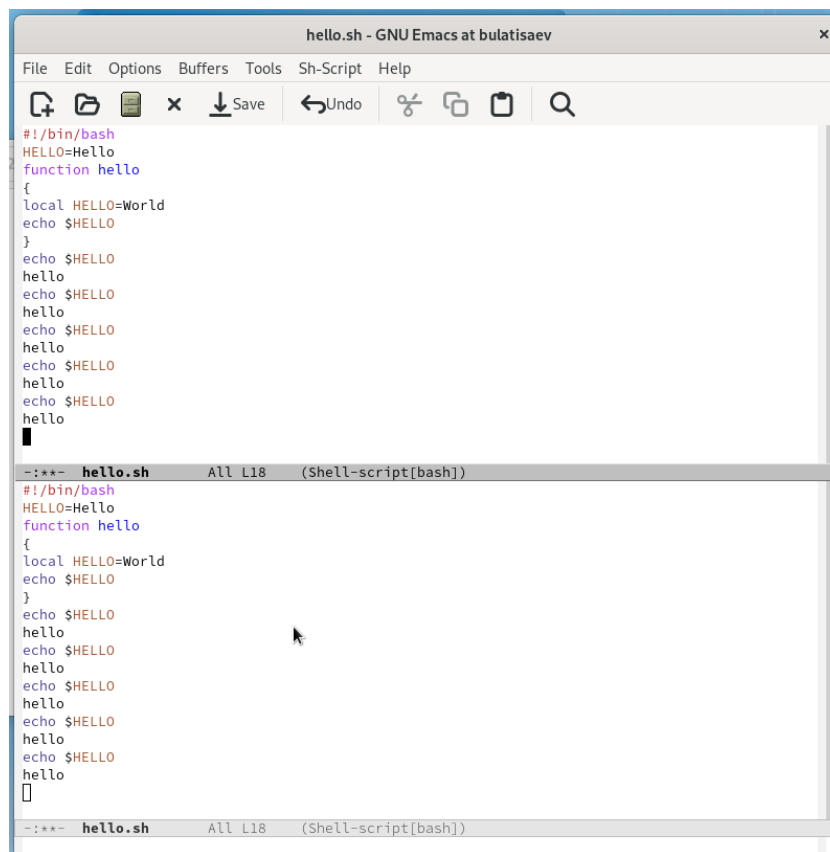 hello.sh - GNU Emacs at bulatisaev
File Edit Options Buffers Tools Sh-Script Help
Save Undo
#!/bin/bash
HELLO=Hello
function hello
{
local HELLO=World
echo $HELLO
}
echo $HELLO
hello
echo $HELLO
hello
echo $HELLO
hello
echo $HELLO
hello
echo $HELLO
hello
-:**- hello.sh All L18 (Shell-script[bash])
#!/bin/bash
HELLO=Hello
function hello
{
local HELLO=World
echo $HELLO
}
echo $HELLO
hello
echo $HELLO
hello
echo $HELLO
hello
echo $HELLO
hello
echo $HELLO
hello
-:**- hello.sh All L18 (Shell-script[bash])